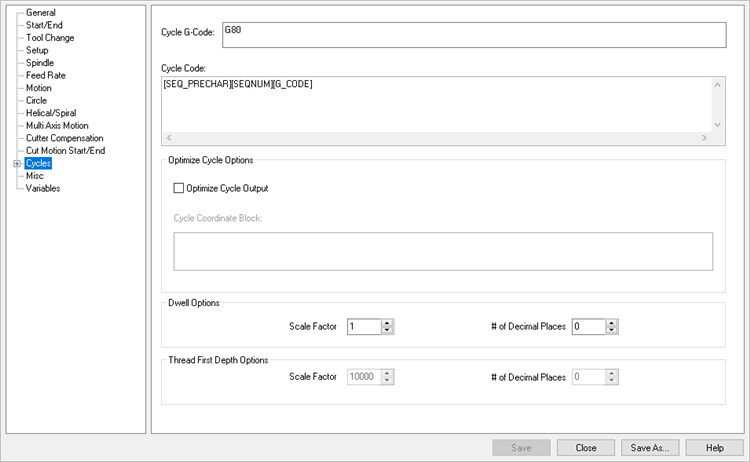 General
Start/End
Tool Change
Setup
Spindle
Feed Rate
Motion
Circle
Helical/Spiral
Multi Axis Motion
Cutter Compensation
Cut Motion Start/End
Cycles
Misc
Variables
Cycle G-Code: G80
Cycle Code:
[SEQ_PRECHAR][SEQNUM][G_CODE]
Optimize Cycle Options
Optimize Cycle Output
Cycle Coordinate Block:
Dwell Options
Scale Factor 1 # of Decimal Places 0
Thread First Depth Options
Scale Factor 10000 # of Decimal Places 0
Save Close Save As... Help